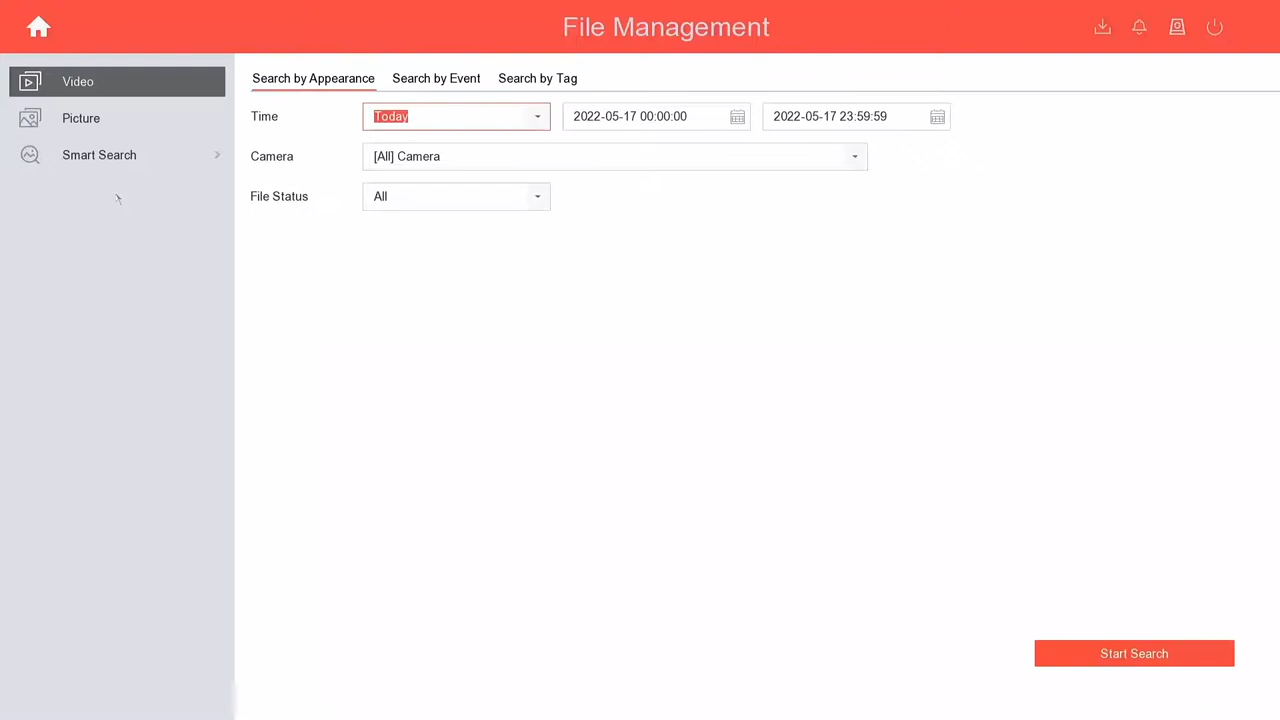 File Management
Video
Picture
Smart Search
Search by Appearance Search by Event Search by Tag
Time Today 2022-05-17 00:00:00 2022-05-17 23:59:59
Camera [All] Camera
File Status All
Start Search